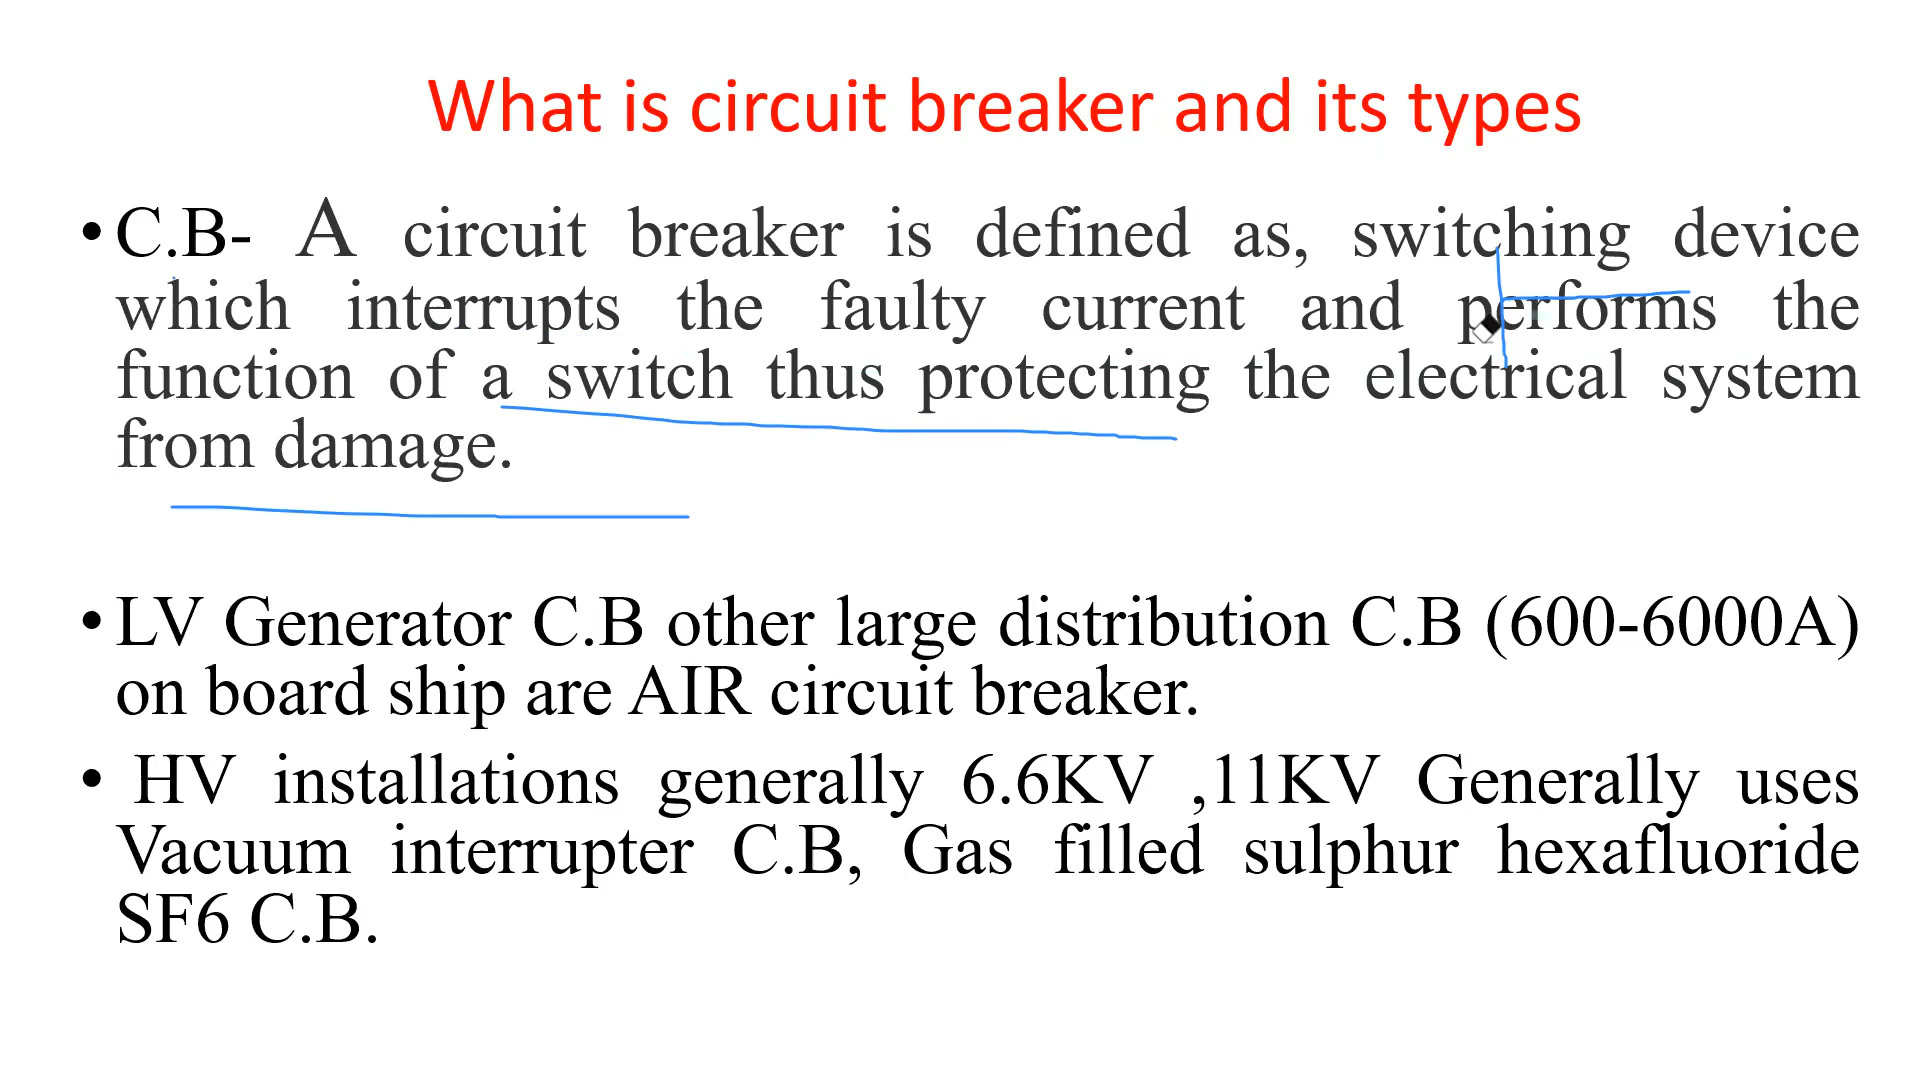 What is circuit breaker and its types
• C.B- A circuit breaker is defined as, switching device
which interrupts the faulty current and performs the
function of a switch thus protecting the electrical system
from damage.
• LV Generator C.B other large distribution C.B (600-6000A)
on board ship are AIR circuit breaker.
• HV installations generally 6.6KV ,11KV Generally uses
Vacuum interrupter C.B, Gas filled sulphur hexafluoride
SF6 C.B.